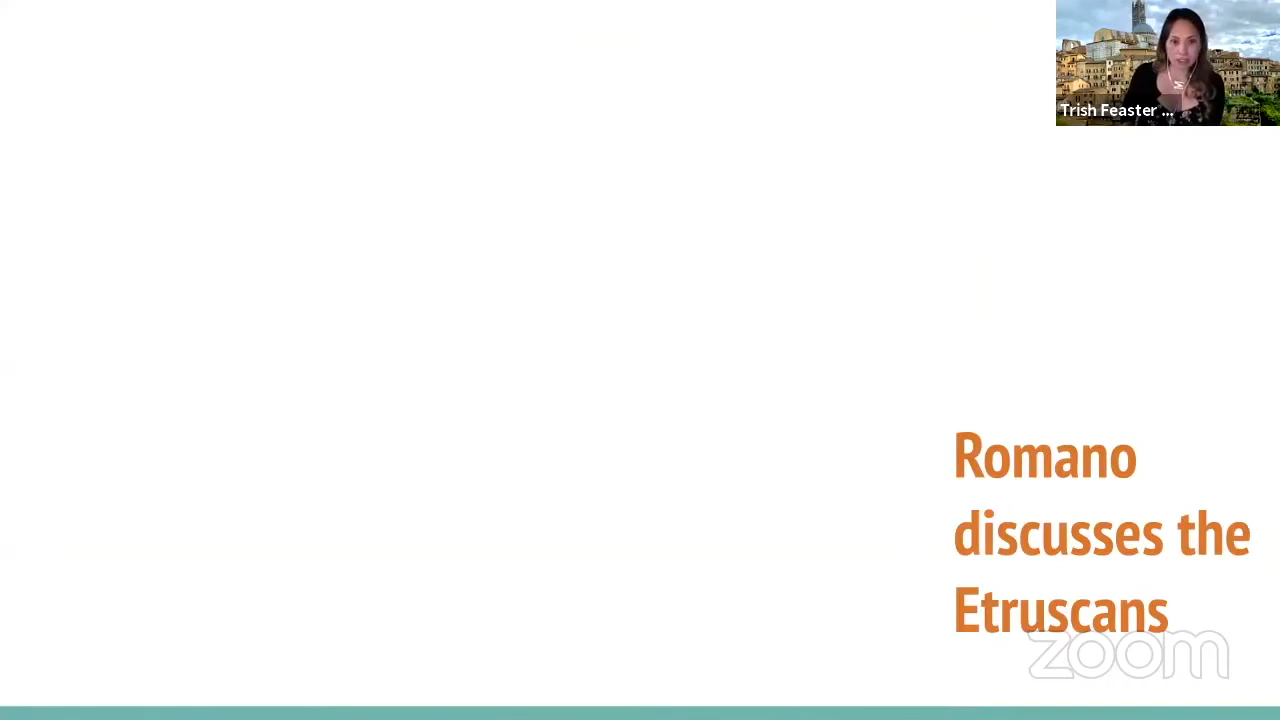 Trish Feaster ...
Romano
discusses the
Etruscans
zoom